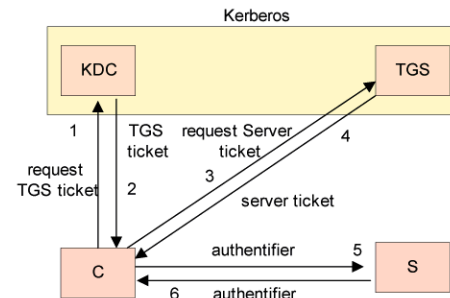 Kerberos
KDC
TGS
1
TGS
ticket
request Server
ticket
4
request
TGS ticket
2
3
server ticket
C
authentifier
5
S
6
authentifier